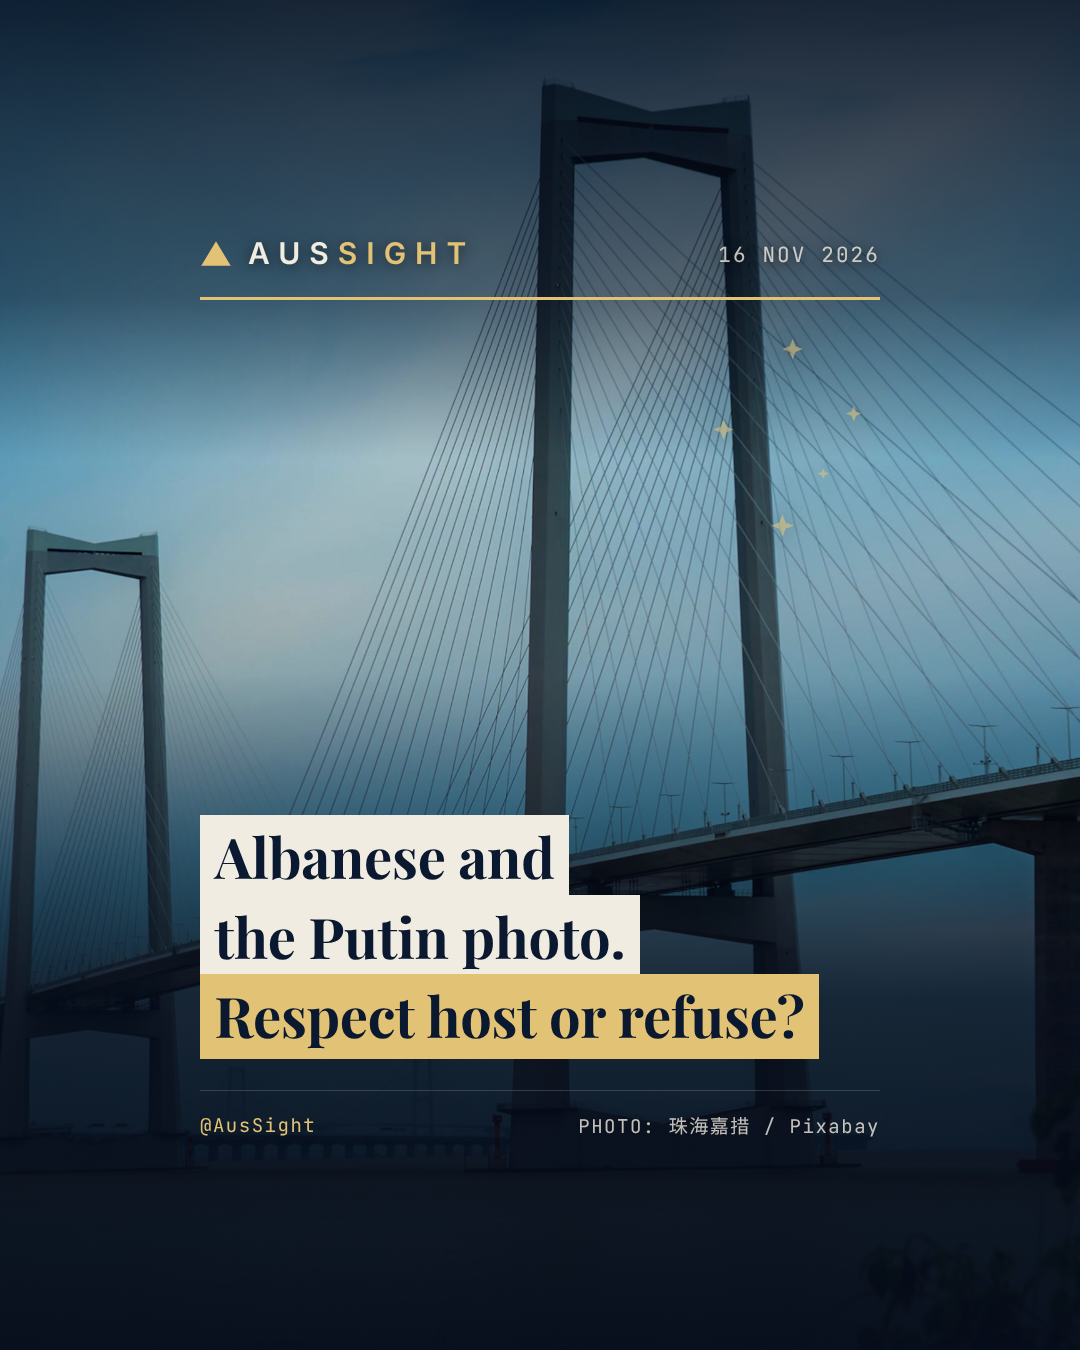 AUSSIGHT
16 NOV 2026
Albanese and
the Putin photo.
Respect host or refuse?
@AusSight
PHOTO: 珠海嘉措 / Pixabay